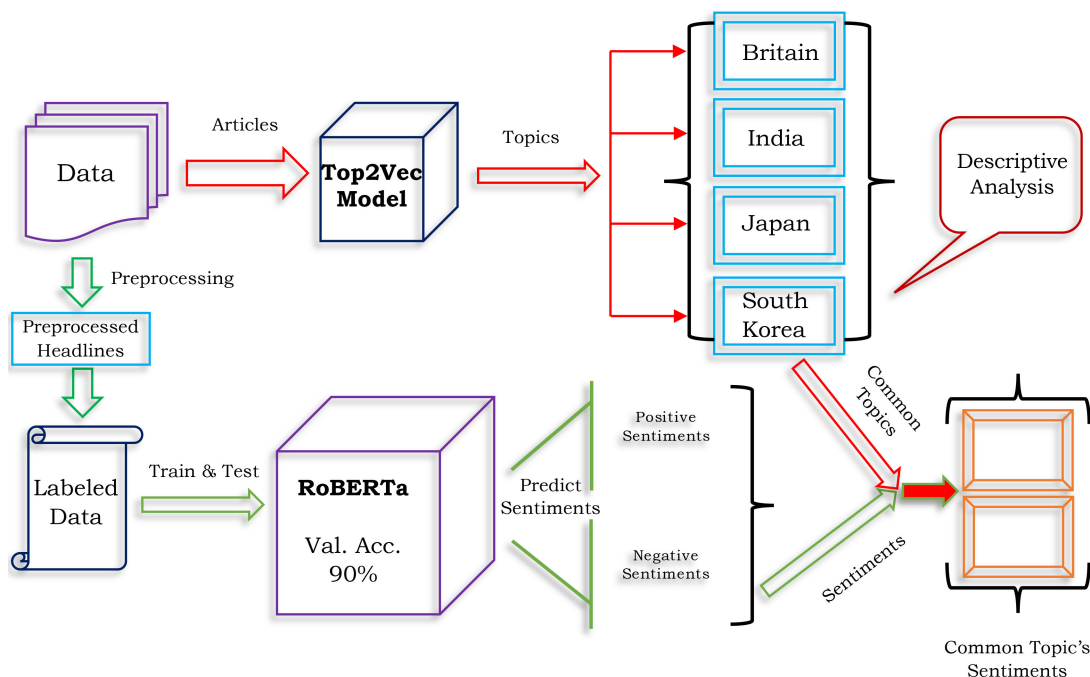 Data
Articles
Top2Vec
Model
Topics
Britain
India
Japan
South
Korea
Descriptive
Analysis
Preprocessing
Preprocessed
Headlines
Labeled
Data
Train & Test
RoBERTa
Val. Acc.
90%
Predict
Sentiments
Positive
Sentiments
Negative
Sentiments
Common
Topics
Sentiments
Common Topic's
Sentiments